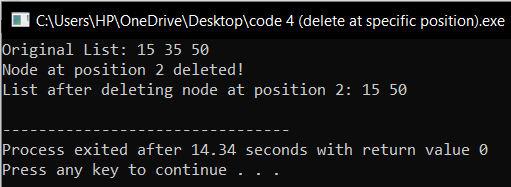 C:\Users\HP\OneDrive\Desktop\code 4 (delete at specific position).exe
Original List: 15 35 50
Node at position 2 deleted!
List after deleting node at position 2: 15 50
--------------------------------
Process exited after 14.34 seconds with return value 0
Press any key to continue . . .